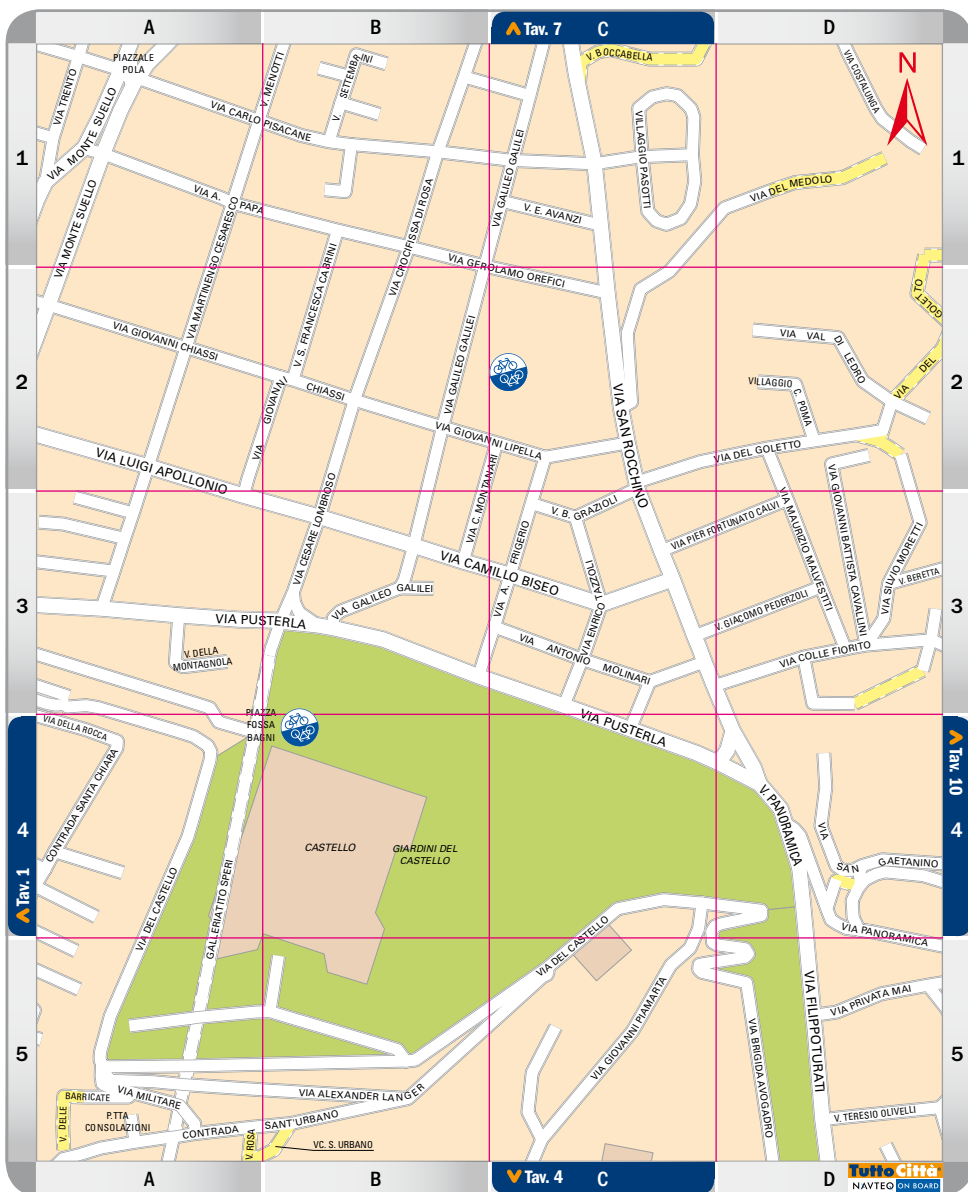 A
B
Tav. 7
C
D
PIAZZALE
POLA
V. MENOTTI
V. SETTEMBRINI
V. BOCCABELLA
VIA COSTALUNGA
N
VIA TRENTO
VIA MONTE SUELLO
VIA CARLO PISACANE
VILLAGGIO PASOTTI
1
1
VIA MONTE SUELLO
VIA A. PAPA
VIA MARTINENGO CESARESCO
VIA CROCIFISSA DI ROSA
VIA GALILEO GALILEI
V. E. AVANZI
VIA DEL MEDOLO
VIA GEROLAMO OREFICI
V. S. FRANCESCA CABRINI
VIA GIOVANNI CHIASSI
VIA GIOVANNI
CHIASSI
VIA GALILEO GALILEI
VIA SAN ROCCHINO
VIA VAL DI LEDRO
VIA DEL GOLETO
VILLAGGIO C. POMA
2
2
VIA LUIGI APOLLONIO
VIA GIOVANNI LIPELLA
VIA DEL GOLETTO
VIA CESARE LOMBROSO
VIA C. MONTANARI
VIA A. FRIGERIO
V. B. GRAZIOLI
VIA PIER FORTUNATO CALVI
VIA MAURIZIO MALVESTITI
VIA GIOVANNI BATTISTA CAVALLINI
VIA SILVIO MORETTI
V. BERETTA
VIA CAMILLO BISEO
VIA ENRICO TAZZOLI
V. GIACOMO PEDERZOLI
3
3
VIA GALILEO GALILEI
VIA PUSTERLA
V. DELLA
MONTAGNOLA
VIA ANTONIO MOLINARI
VIA COLLE FIORITO
VIA DELLA ROCCA
PIAZZA
FOSSA
BAGNI
VIA PUSTERLA
CONTRADA SANTA CHIARA
V. PANORAMICA
VIA SAN GAETANINO
Tav. 10
4
4
Tav. 1
CASTELLO
GIARDINI DEL
CASTELLO
VIA DEL CASTELLO
GALLERIA TITO SPERI
VIA DEL CASTELLO
VIA PANORAMICA
VIA GIOVANNI PIAMARTA
VIA BRIGIDA AVOGADRO
VIA FILIPPO TURATI
VIA PRIVATA MAI
5
5
V. DELLE BARRICATE
VIA MILITARE
VIA ALEXANDER LANGER
P.TTA
CONSOLAZIONI
CONTRADA SANT'URBANO
V. ROSA
VC. S. URBANO
V. TERESIO OLIVELLI
A
B
Tav. 4
C
D
TuttoCittà
NAVTEQ ON BOARD